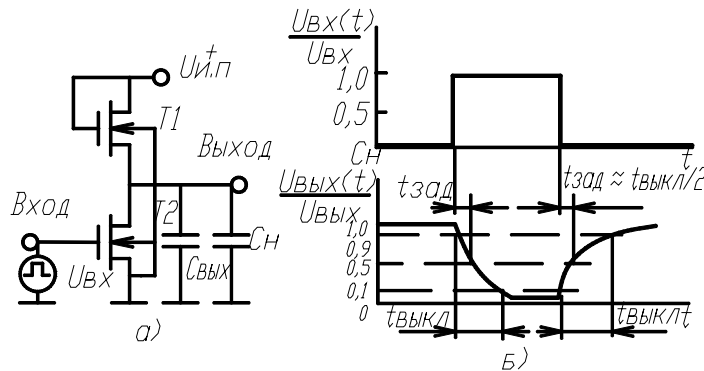 Uи.п
+
T1
Выход
Вход
T2
Uвх
Cвых
Cн
а)
Uвх(t)
Uвх
1,0
0,5
Cн
t
Uвых(t)
Uвых
tзад
tзад ≈ tвыкл/2
1,0
0,9
0,5
0,1
0
tвыкл
tвыкл
t
б)